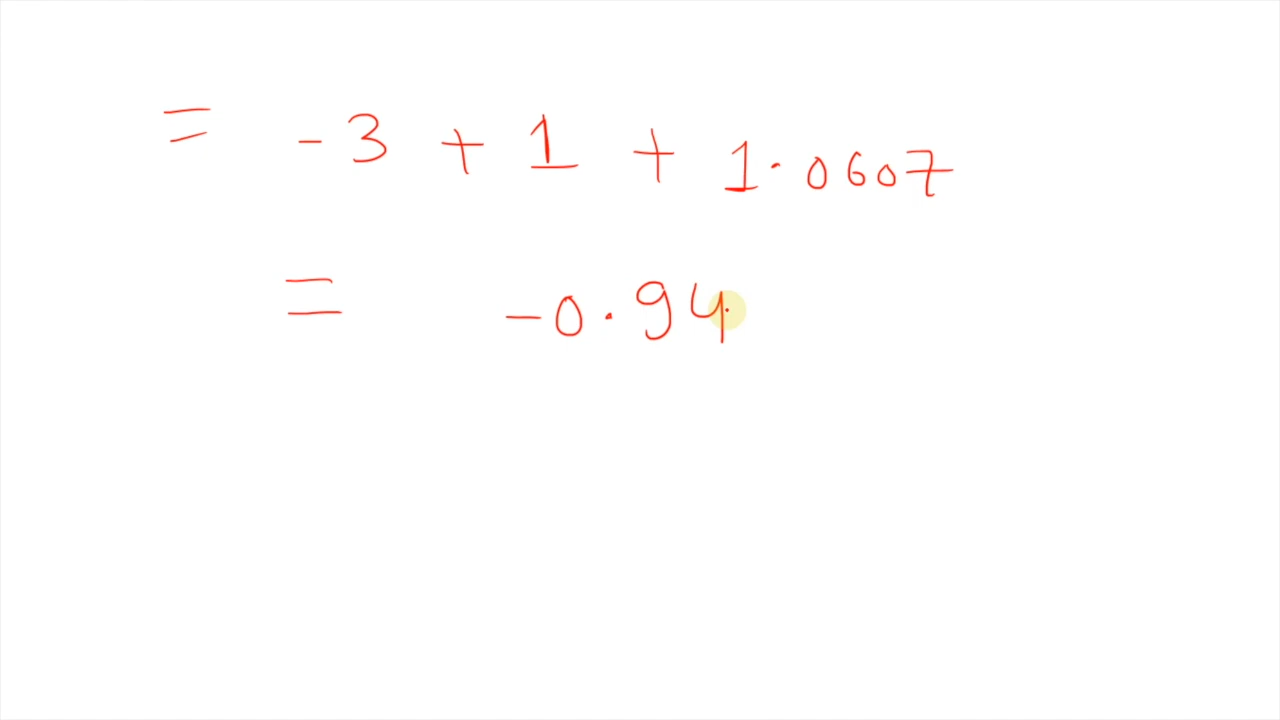 = -3 + 1 + 1.0607
= -0.94